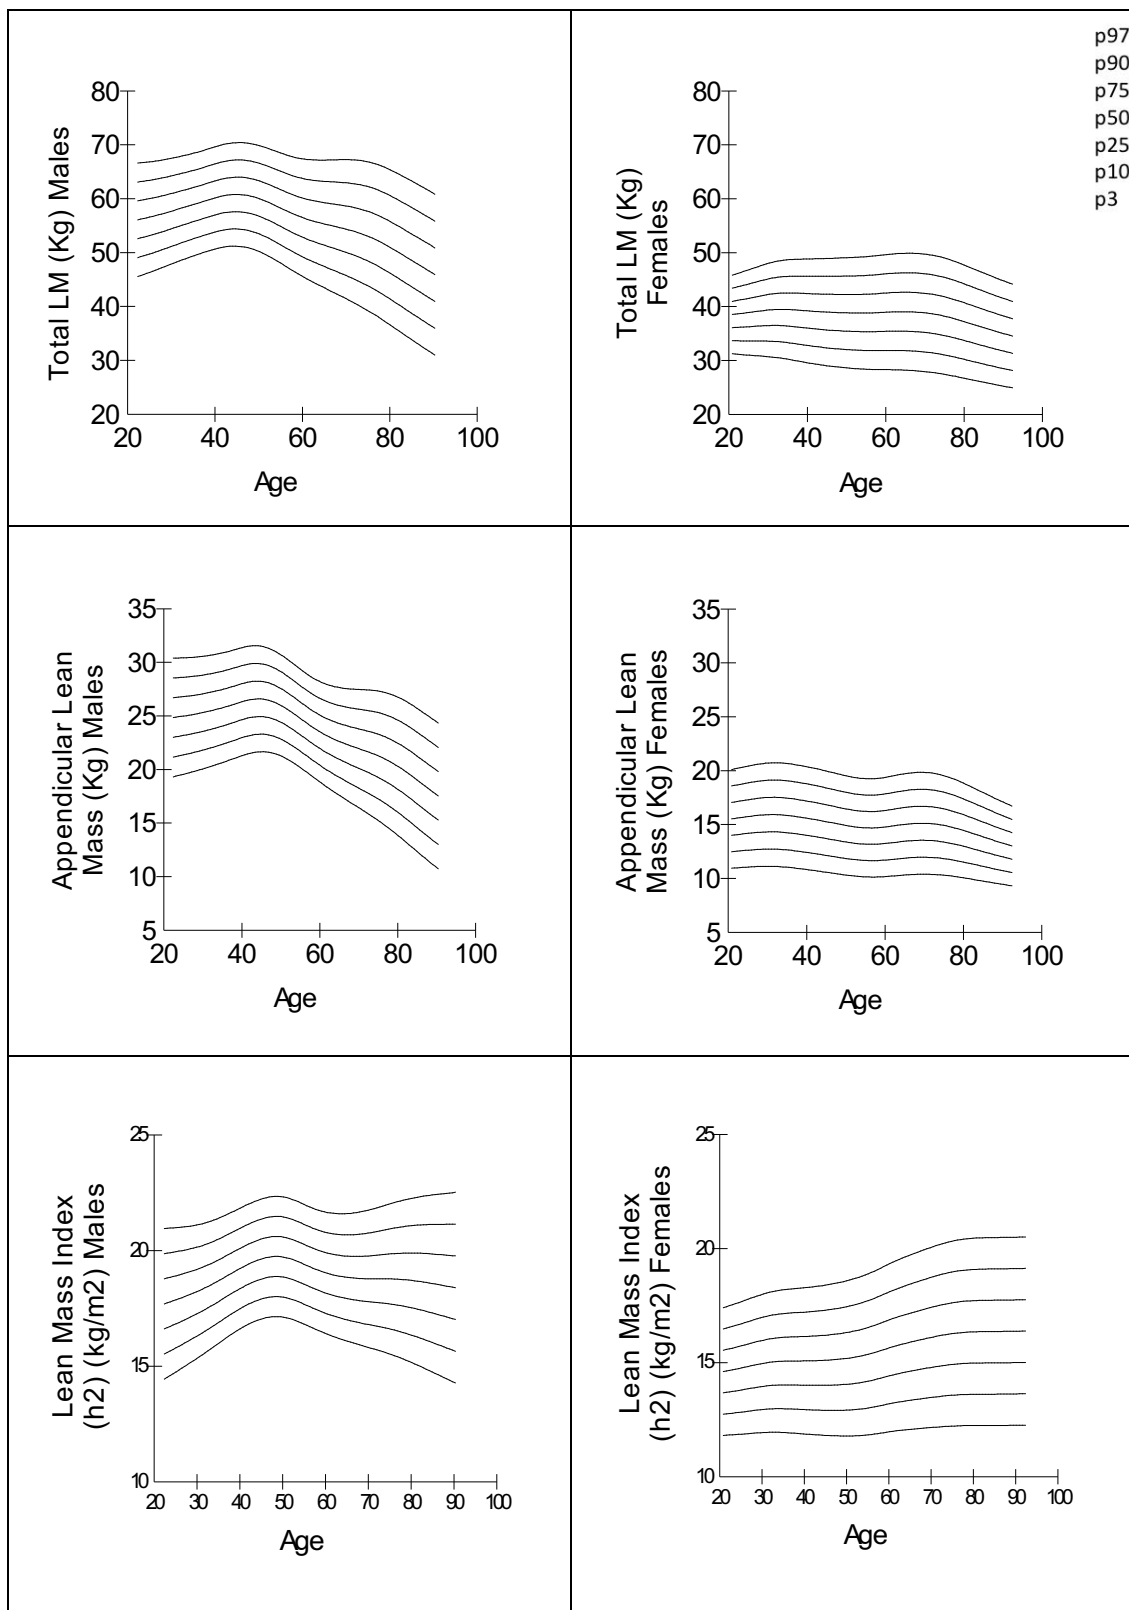 p97
p90
p75
p50
p25
p10
p3
Total LM (Kg) Males
80
70
60
50
40
30
20
20 40 60 80 100
Age
Total LM (Kg)
Females
80
70
60
50
40
30
20
20 40 60 80 100
Age
Appendicular Lean
Mass (Kg) Males
35
30
25
20
15
10
5
20 40 60 80 100
Age
Appendicular Lean
Mass (Kg) Females
35
30
25
20
15
10
5
20 40 60 80 100
Age
Lean Mass Index
(h2) (kg/m2) Males
25
20
15
10
20 30 40 50 60 70 80 90 100
Age
Lean Mass Index
(h2) (kg/m2) Females
25
20
15
10
20 30 40 50 60 70 80 90 100
Age